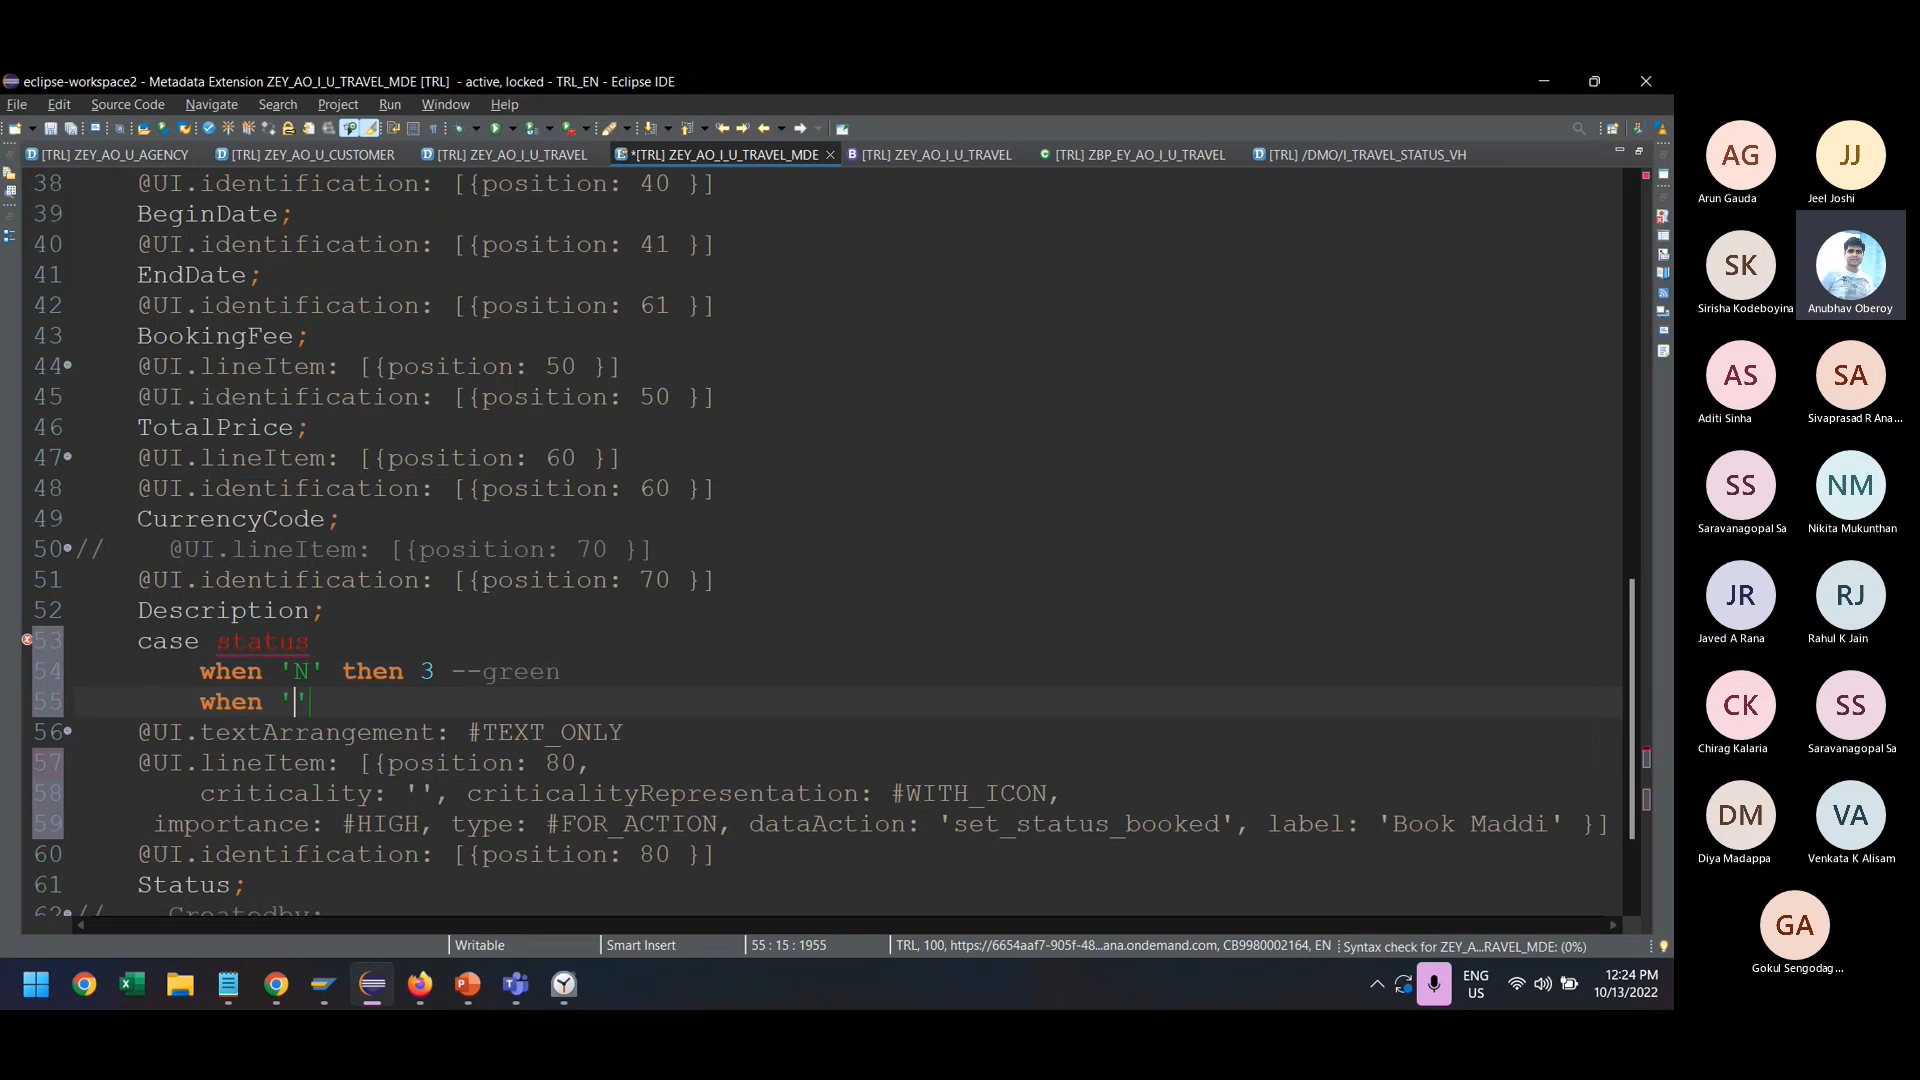 eclipse-workspace2 - Metadata Extension ZEY_AO_I_U_TRAVEL_MDE [TRL] - active, locked - TRL_EN - Eclipse IDE
File Edit Source Code Navigate Search Project Run Window Help
[TRL] ZEY_AO_U_AGENCY [TRL] ZEY_AO_U_CUSTOMER [TRL] ZEY_AO_I_U_TRAVEL *[TRL] ZEY_AO_I_U_TRAVEL_MDE [TRL] ZEY_AO_I_U_TRAVEL [TRL] ZBP_EY_AO_I_U_TRAVEL [TRL] /DMO/I_TRAVEL_STATUS_VH
38 @UI.identification: [{position: 40 }]
39 BeginDate;
40 @UI.identification: [{position: 41 }]
41 EndDate;
42 @UI.identification: [{position: 61 }]
43 BookingFee;
44 @UI.lineItem: [{position: 50 }]
45 @UI.identification: [{position: 50 }]
46 TotalPrice;
47 @UI.lineItem: [{position: 60 }]
48 @UI.identification: [{position: 60 }]
49 CurrencyCode;
50 // @UI.lineItem: [{position: 70 }]
51 @UI.identification: [{position: 70 }]
52 Description;
53 case status
54 when 'N' then 3 --green
55 when ''
56 @UI.textArrangement: #TEXT_ONLY
57 @UI.lineItem: [{position: 80,
58 criticality: '', criticalityRepresentation: #WITH_ICON,
59 importance: #HIGH, type: #FOR_ACTION, dataAction: 'set_status_booked', label: 'Book Maddi' }]
60 @UI.identification: [{position: 80 }]
61 Status;
62 // Createdby;
Writable Smart Insert 55 : 15 : 1955 TRL, 100, https://6654aaf7-905f-48...ana.ondemand.com, CB9980002164, EN Syntax check for ZEY_A...RAVEL_MDE: (0%)
ENG
US
12:24 PM
10/13/2022
AG JJ
Arun Gauda Jeel Joshi
SK
Sirisha Kodeboyina Anubhav Oberoy
AS SA
Aditi Sinha Sivaprasad R Ana...
SS NM
Saravanagopal Sa Nikita Mukunthan
JR RJ
Javed A Rana Rahul K Jain
CK SS
Chirag Kalaria Saravanagopal Sa
DM VA
Diya Madappa Venkata K Alisam
GA
Gokul Sengodag...